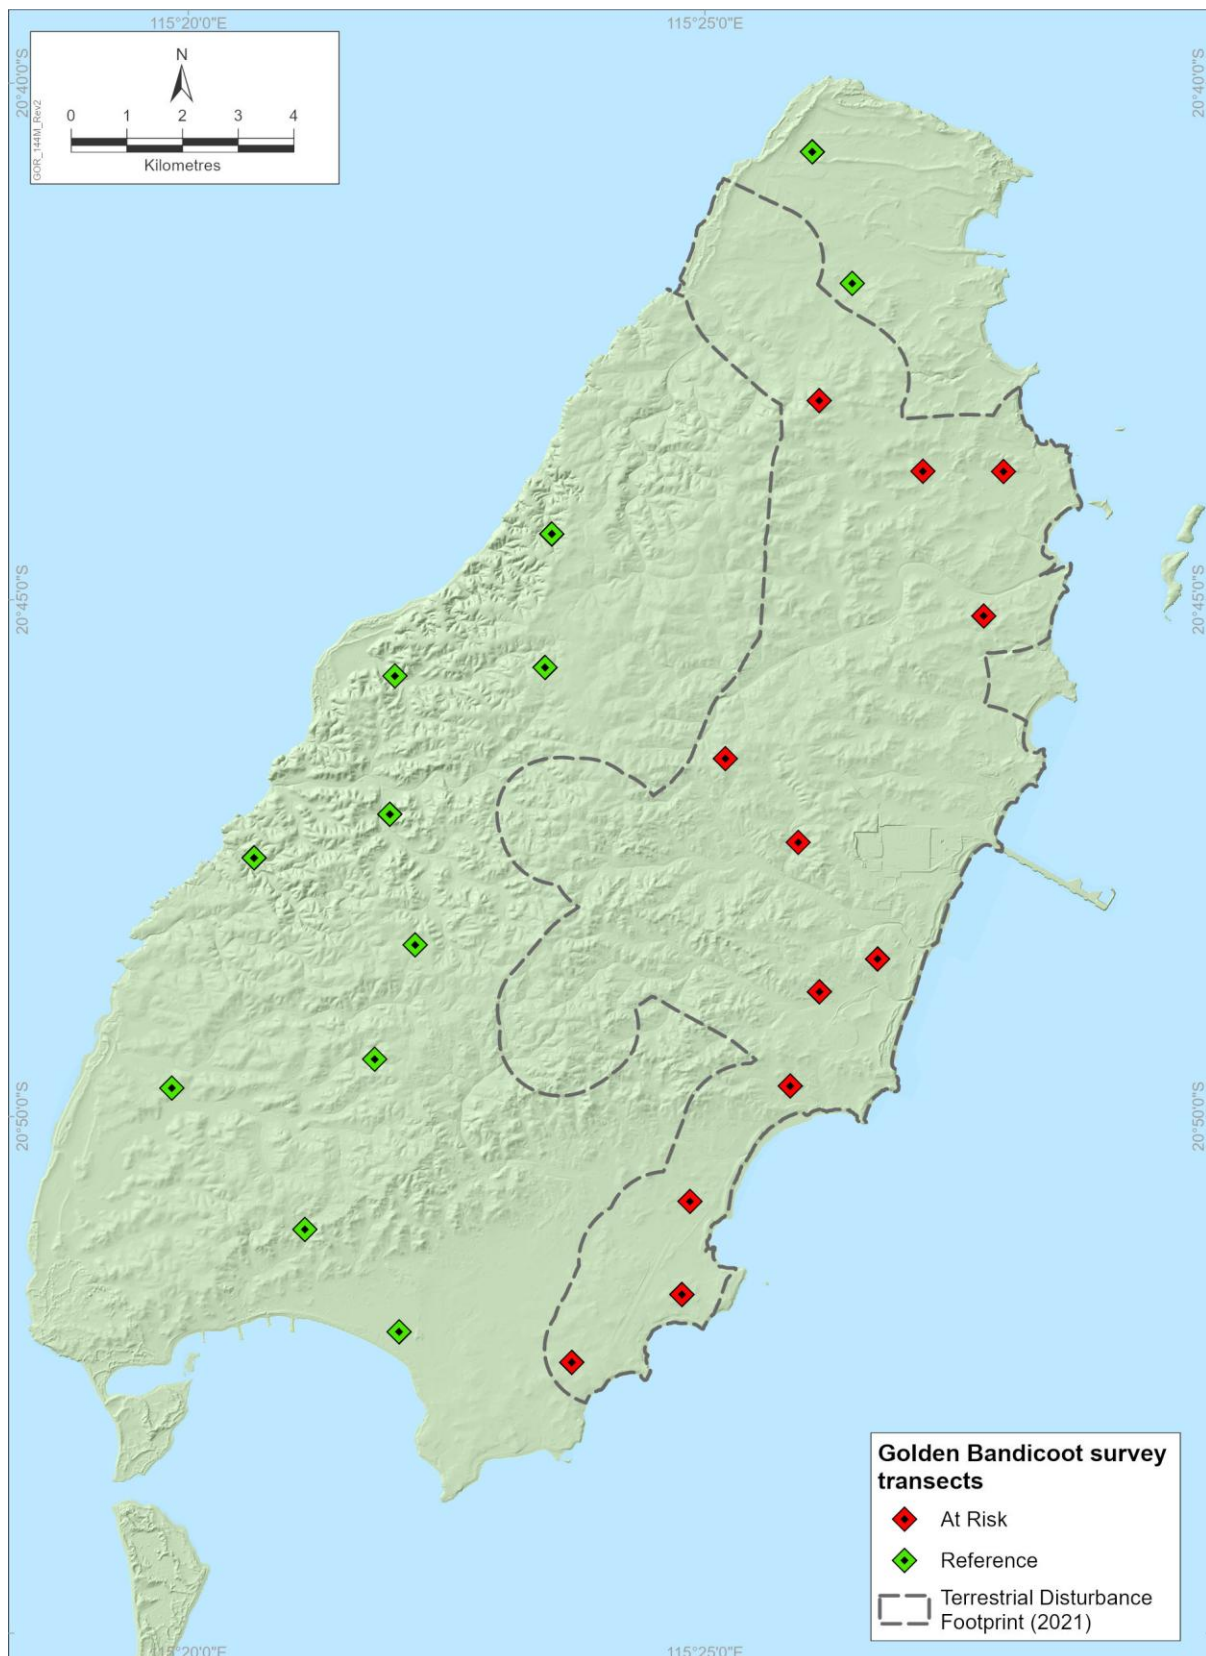 115°20'0"E 115°25'0"E
20°40'0"S 20°40'0"S
N
0 1 2 3 4
Kilometres
GOR_144M_Rev2
20°45'0"S 20°45'0"S
20°50'0"S 20°50'0"S
Golden Bandicoot survey
transects
At Risk
Reference
Terrestrial Disturbance
Footprint (2021)
115°20'0"E 115°25'0"E